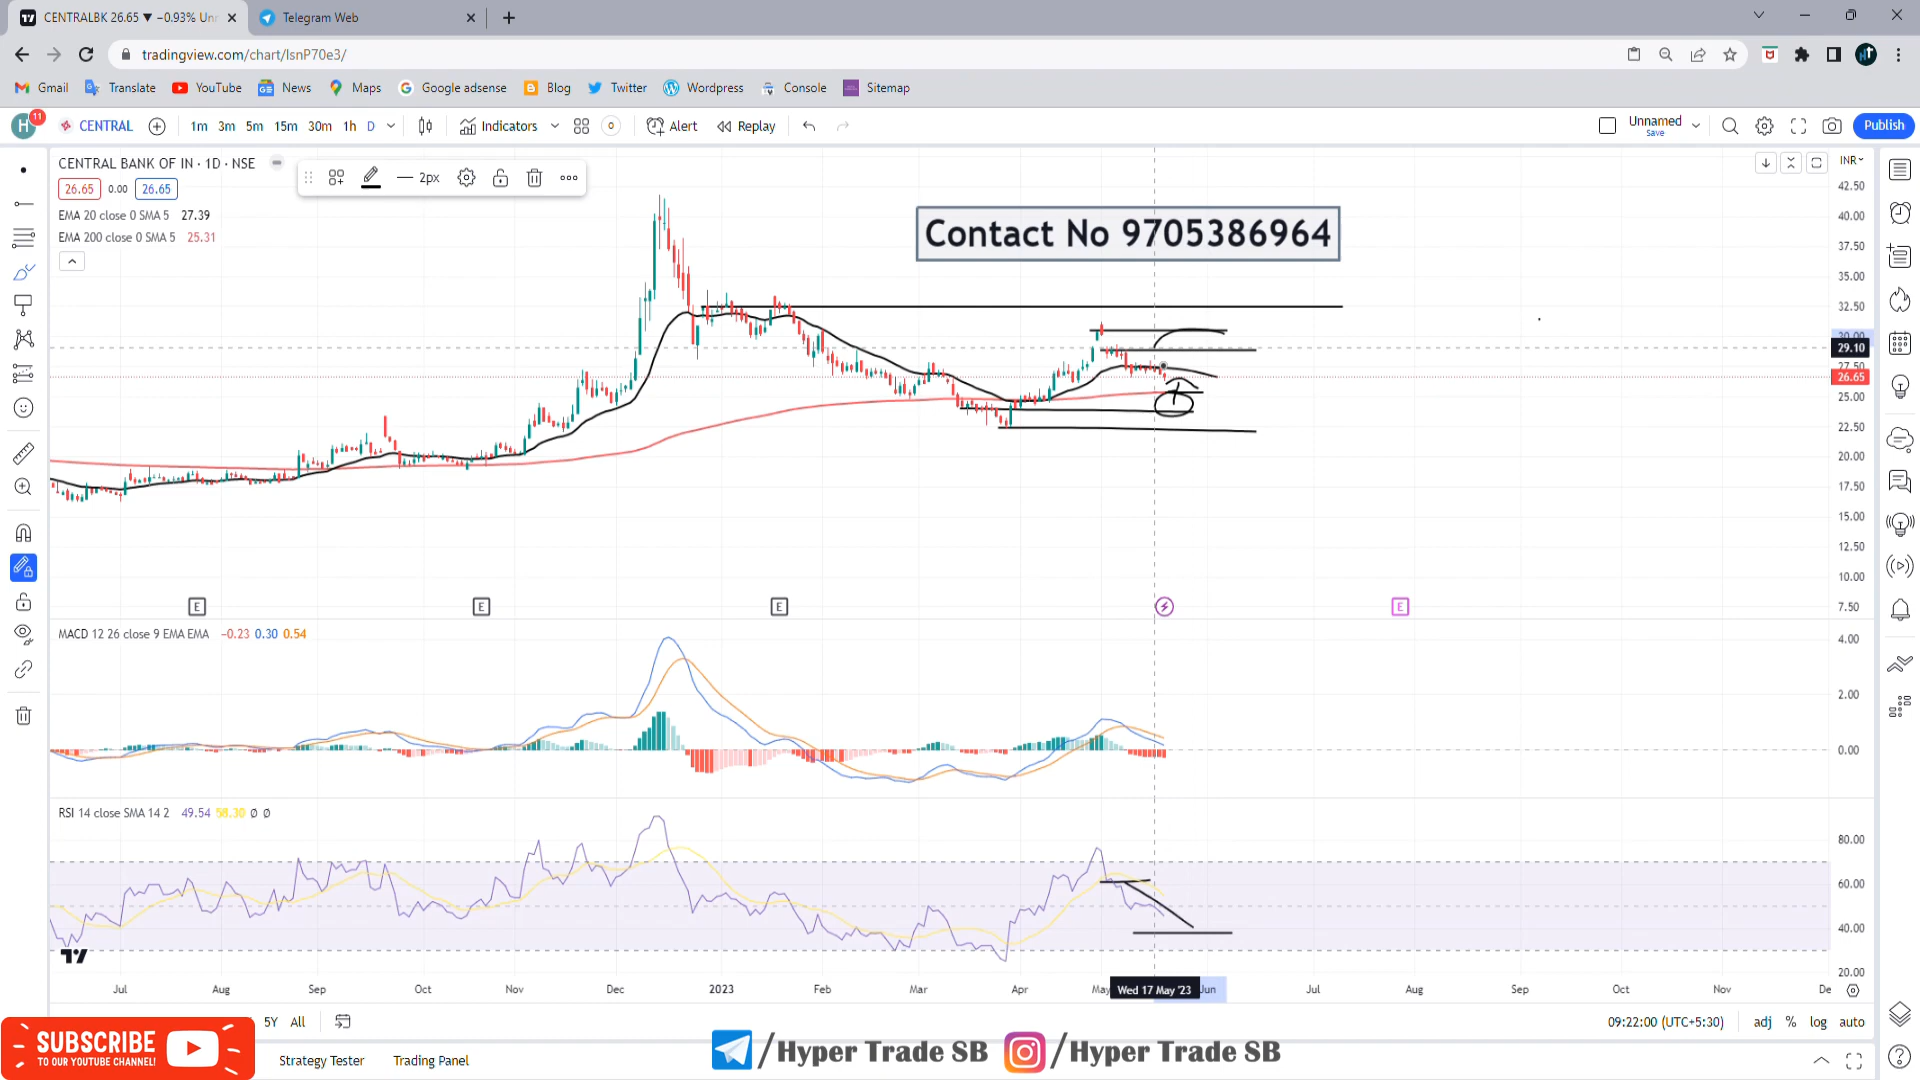 CENTRALBK 26.65 ▼ −0.93% Un
Telegram Web
tradingview.com/chart/lsnP70e3/
Gmail Translate YouTube News Maps Google adsense Blog Twitter Wordpress Console Sitemap
H 11 CENTRAL 1m 3m 5m 15m 30m 1h D Indicators Alert Replay Unnamed Save Publish
CENTRAL BANK OF IN · 1D · NSE
2px
INR
26.65 0.00 26.65
EMA 20 close 0 SMA 5 27.39
EMA 200 close 0 SMA 5 25.31
Contact No 9705386964
42.50
40.00
37.50
35.00
32.50
30.00
29.10
27.50
26.65
25.00
22.50
20.00
17.50
15.00
12.50
10.00
7.50
E E E E
MACD 12 26 close 9 EMA EMA −0.23 0.30 0.54
4.00
2.00
0.00
RSI 14 close SMA 14 2 49.54 58.30 Ø Ø
80.00
60.00
40.00
20.00
Jul Aug Sep Oct Nov Dec 2023 Feb Mar Apr May Wed 17 May '23 Jun Jul Aug Sep Oct Nov De
5Y All 09:22:00 (UTC+5:30) adj % log auto
SUBSCRIBE
TO OUR YOUTUBE CHANNEL!
Strategy Tester Trading Panel
/Hyper Trade SB /Hyper Trade SB